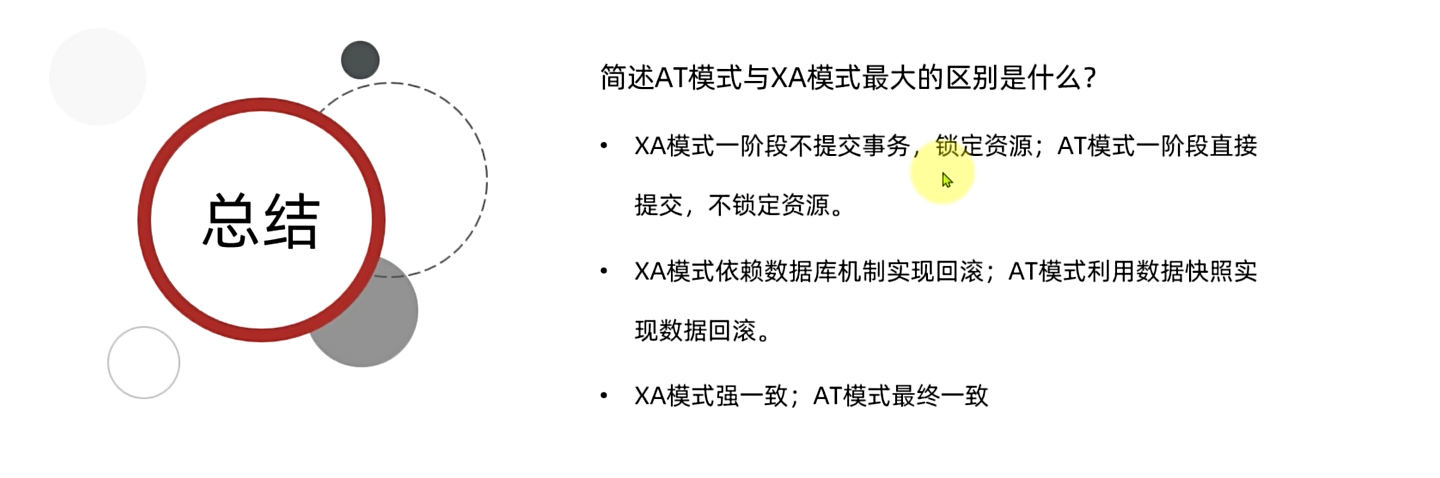 总结
简述AT模式与XA模式最大的区别是什么？
• XA模式一阶段不提交事务，锁定资源；AT模式一阶段直接
提交，不锁定资源。
• XA模式依赖数据库机制实现回滚；AT模式利用数据快照实
现数据回滚。
• XA模式强一致；AT模式最终一致